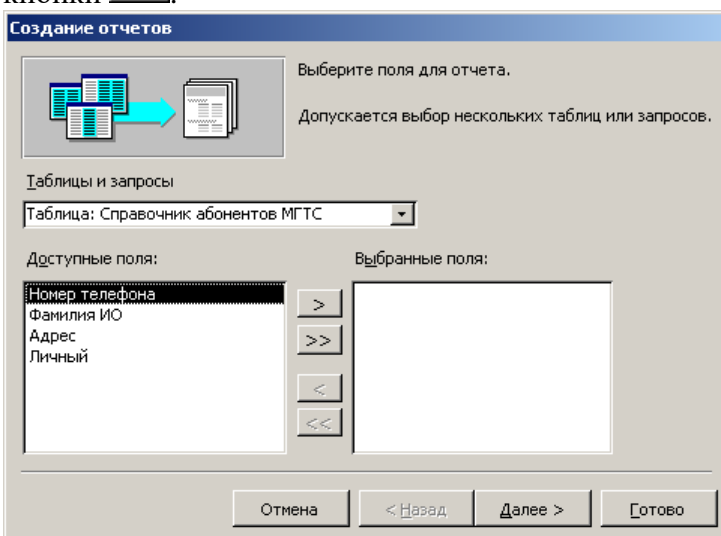 Создание отчетов
Выберите поля для отчета.
Допускается выбор нескольких таблиц или запросов.
Таблицы и запросы
Таблица: Справочник абонентов МГТС
Доступные поля:
Выбранные поля:
Номер телефона
Фамилия ИО
Адрес
Личный
>
>>
<
<<
Отмена
< Назад
Далее >
Готово